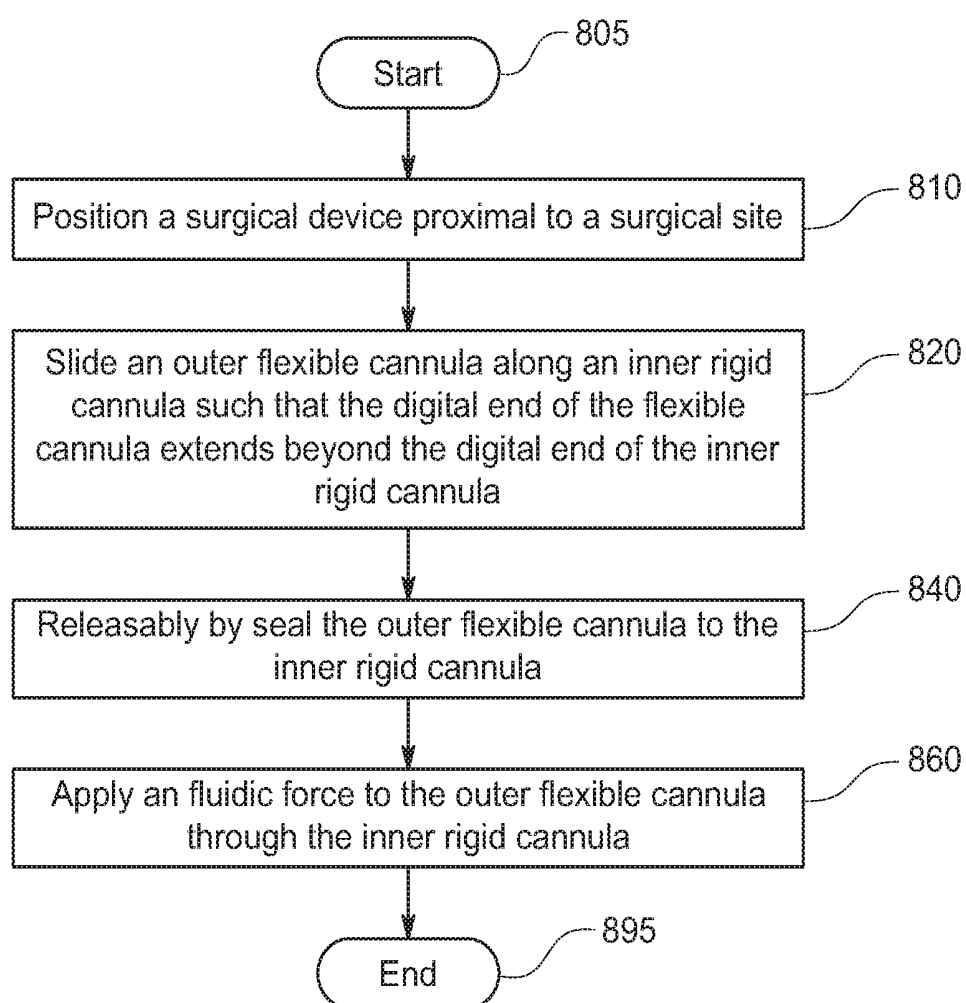 805
Start
810
Position a surgical device proximal to a surgical site
820
Slide an outer flexible cannula along an inner rigid
cannula such that the digital end of the flexible
cannula extends beyond the digital end of the inner
rigid cannula
840
Releasably by seal the outer flexible cannula to the
inner rigid cannula
860
Apply an fluidic force to the outer flexible cannula
through the inner rigid cannula
895
End